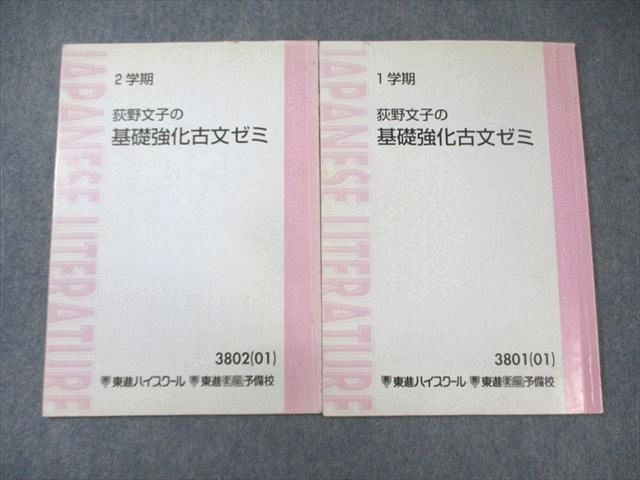 JAPANESE LITERATURE
2学期
荻野文子の
基礎強化古文ゼミ
3802(01)
東進ハイスクール 東進衛星予備校
JAPANESE LITERATURE
1学期
荻野文子の
基礎強化古文ゼミ
3801(01)
東進ハイスクール 東進衛星予備校